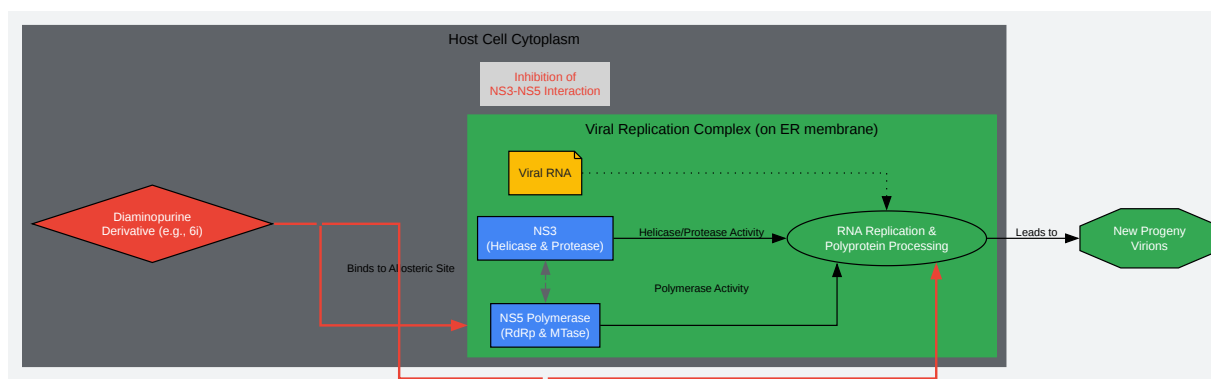 Host Cell Cytoplasm
Inhibition of
NS3-NS5 Interaction
Viral Replication Complex (on ER membrane)
Viral RNA
Diaminopurine
Derivative (e.g., 6i)
NS3
(Helicase & Protease)
Helicase/Protease Activity
RNA Replication &
Polyprotein Processing
Leads to
New Progeny
Virions
Binds to Allosteric Site
Polymerase Activity
NS5 Polymerase
(RdRp & MTase)